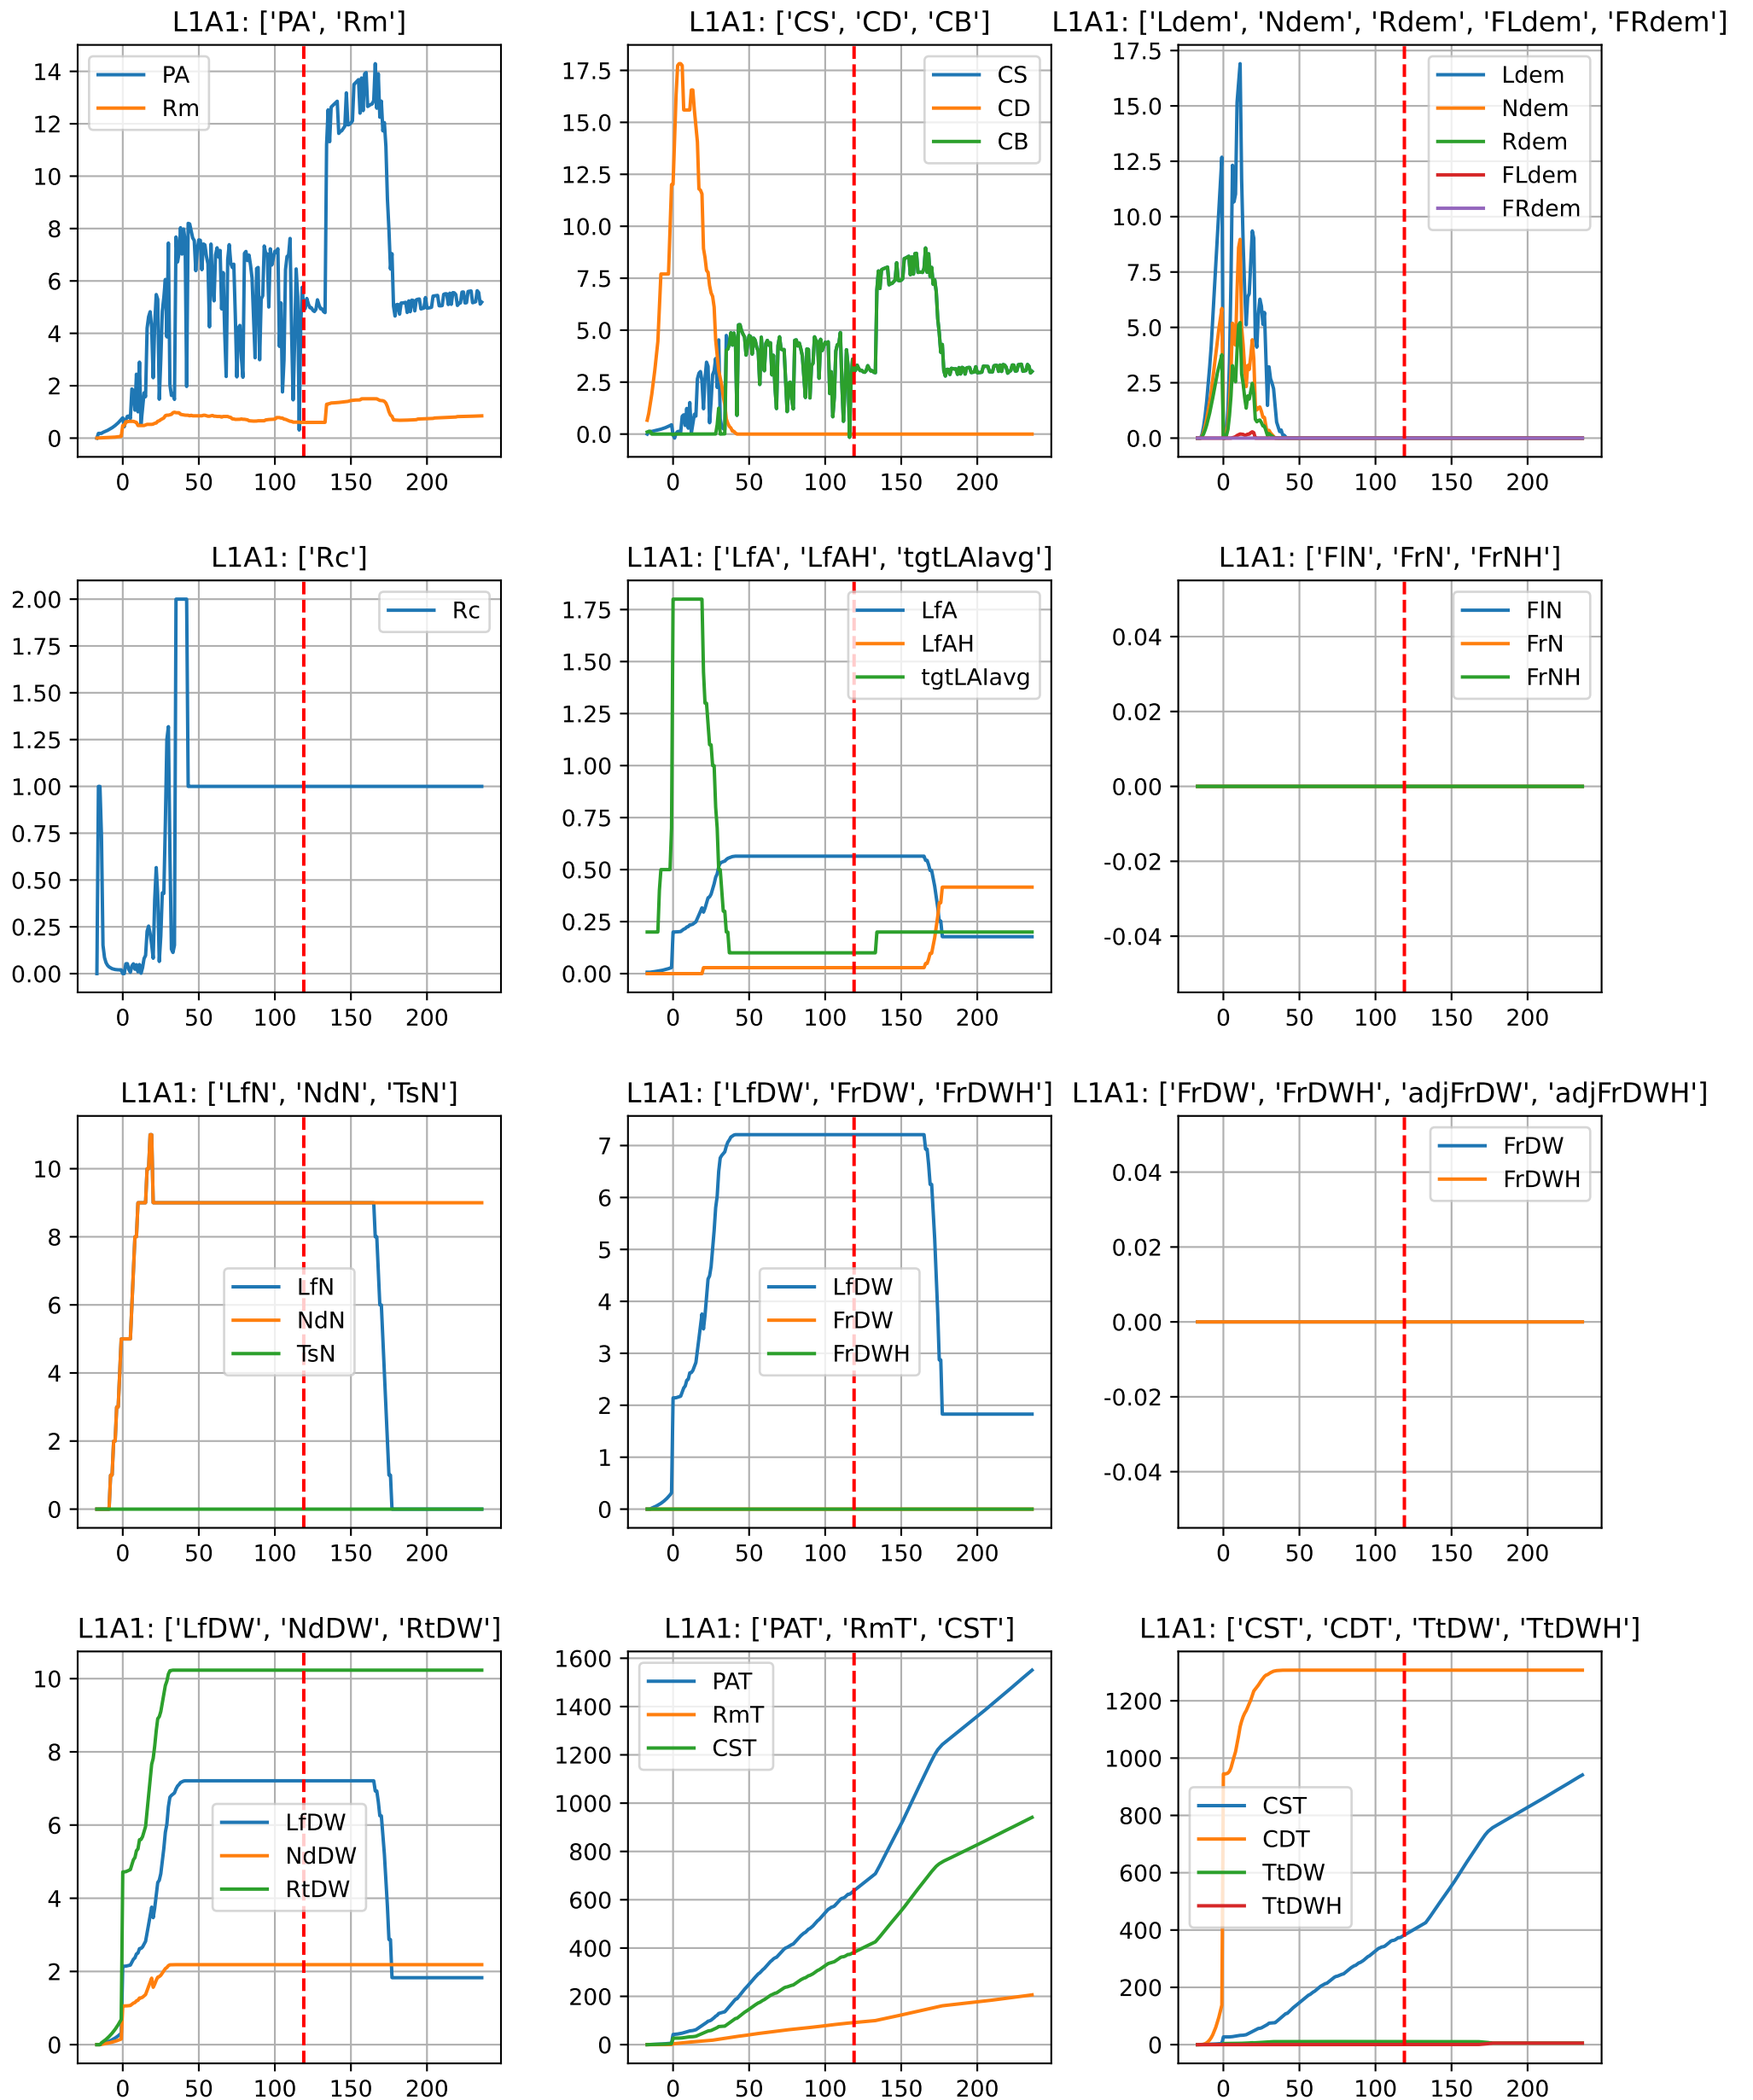 L1A1: ['PA', 'Rm']
14
12
10
8
6
4
2
0
0 50 100 150 200
PA
Rm
L1A1: ['CS', 'CD', 'CB']
17.5
15.0
12.5
10.0
7.5
5.0
2.5
0.0
0 50 100 150 200
CS
CD
CB
L1A1: ['Ldem', 'Ndem', 'Rdem', 'FLdem', 'FRdem']
17.5
15.0
12.5
10.0
7.5
5.0
2.5
0.0
0 50 100 150 200
Ldem
Ndem
Rdem
FLdem
FRdem
L1A1: ['Rc']
2.00
1.75
1.50
1.25
1.00
0.75
0.50
0.25
0.00
0 50 100 150 200
Rc
L1A1: ['LfA', 'LfAH', 'tgtLAIavg']
1.75
1.50
1.25
1.00
0.75
0.50
0.25
0.00
0 50 100 150 200
LfA
LfAH
tgtLAIavg
L1A1: ['FlN', 'FrN', 'FrNH']
0.04
0.02
0.00
-0.02
-0.04
0 50 100 150 200
FlN
FrN
FrNH
L1A1: ['LfN', 'NdN', 'TsN']
10
8
6
4
2
0
0 50 100 150 200
LfN
NdN
TsN
L1A1: ['LfDW', 'FrDW', 'FrDWH']
7
6
5
4
3
2
1
0
0 50 100 150 200
LfDW
FrDW
FrDWH
L1A1: ['FrDW', 'FrDWH', 'adjFrDW', 'adjFrDWH']
0.04
0.02
0.00
-0.02
-0.04
0 50 100 150 200
FrDW
FrDWH
L1A1: ['LfDW', 'NdDW', 'RtDW']
10
8
6
4
2
0
0 50 100 150 200
LfDW
NdDW
RtDW
L1A1: ['PAT', 'RmT', 'CST']
1600
1400
1200
1000
800
600
400
200
0
0 50 100 150 200
PAT
RmT
CST
L1A1: ['CST', 'CDT', 'TtDW', 'TtDWH']
1200
1000
800
600
400
200
0
0 50 100 150 200
CST
CDT
TtDW
TtDWH